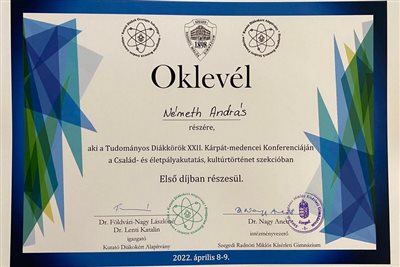 1898
Oklevél
Németh András
részére,
aki a Tudományos Diákkörök XXII. Kárpát-medencei Konferenciáján
a Család- és életpályakutatás, kultúrtörténet szekcióban
Első díjban részesül.
Dr. Földvári-Nagy Lászlóné
Dr. Lenti Katalin
igazgató
Kutató Diákokért Alapítvány
Dr. Nagy Anett
intézményvezető
Szegedi Radnóti Miklós Kísérleti Gimnázium
2022. április 8-9.